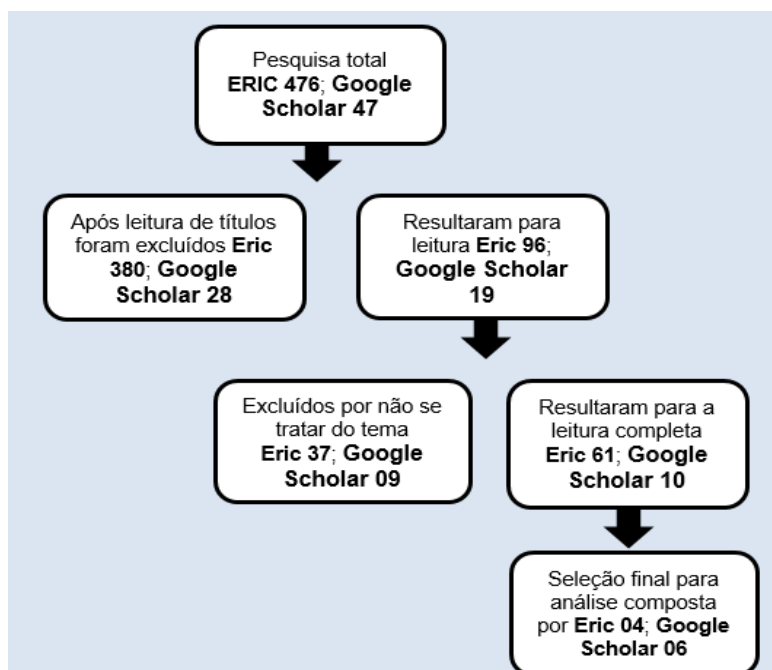 Pesquisa total
ERIC 476; Google
Scholar 47
Após leitura de títulos
foram excluídos Eric
380; Google
Scholar 28
Resultaram para
leitura Eric 96;
Google Scholar
19
Excluídos por não se
tratar do tema
Eric 37; Google
Scholar 09
Resultaram para a
leitura completa
Eric 61; Google
Scholar 10
Seleção final para
análise composta
por Eric 04; Google
Scholar 06